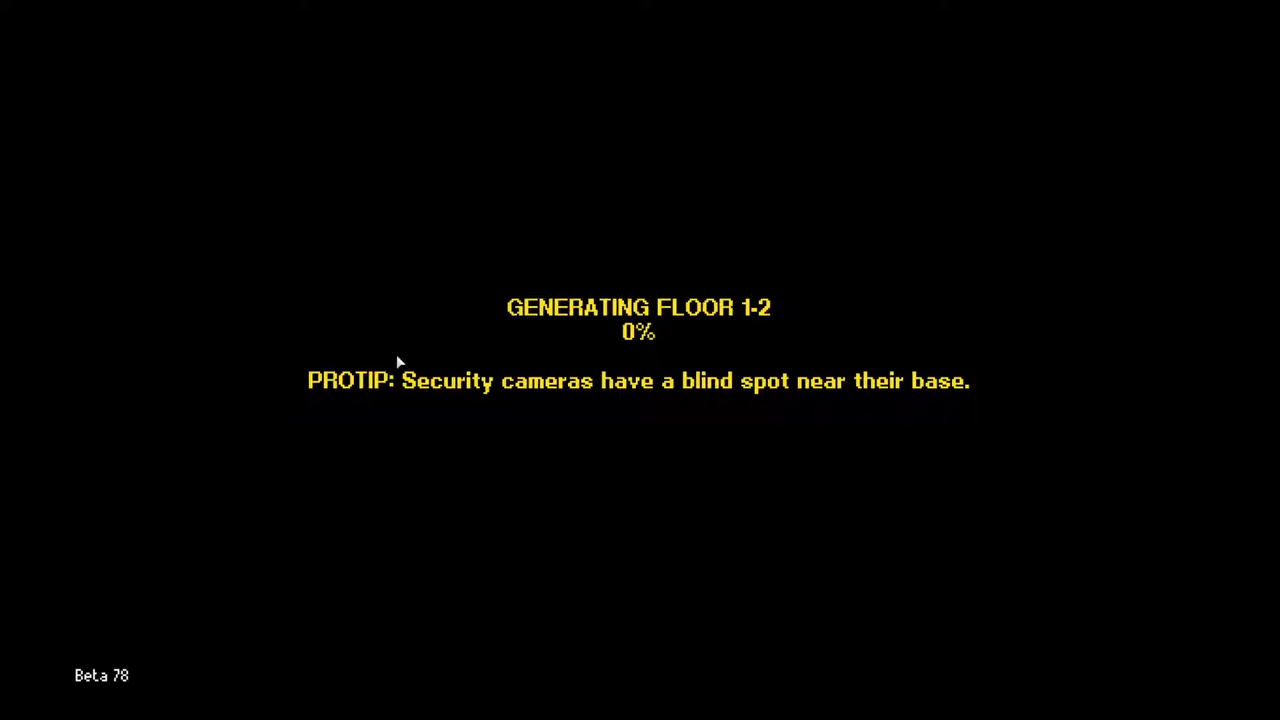 GENERATING FLOOR 1-2
0%
PROTIP: Security cameras have a blind spot near their base.
Beta 78